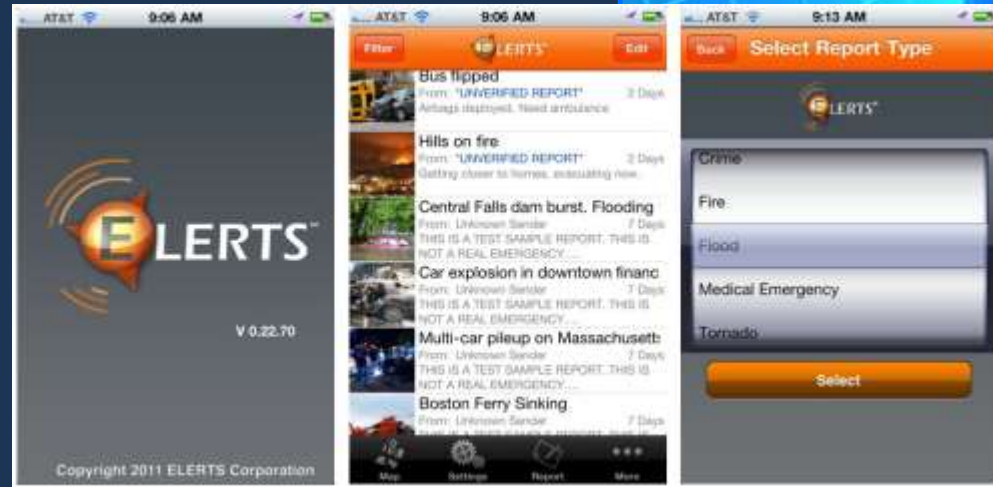 AT&T 9:06 AM
ELERTS™
V 0.22.70
Copyright 2011 ELERTS Corporation
AT&T 9:06 AM
Filter ELERTS™ Edit
Bus flipped
From: "UNVERIFIED REPORT" 2 Days
Airbags deployed. Need ambulance
Hills on fire
From: "UNVERIFIED REPORT" 2 Days
Getting closer to homes, evacuating now.
Central Falls dam burst. Flooding
From: Unknown Sender 7 Days
THIS IS A TEST SAMPLE REPORT. THIS IS
NOT A REAL EMERGENCY....
Car explosion in downtown financ
From: Unknown Sender 7 Days
THIS IS A TEST SAMPLE REPORT. THIS IS
NOT A REAL EMERGENCY....
Multi-car pileup on Massachusett
From: Unknown Sender 7 Days
THIS IS A TEST SAMPLE REPORT. THIS IS
NOT A REAL EMERGENCY....
Boston Ferry Sinking
From: Unknown Sender 7 Days
Map Settings Report More
AT&T 9:13 AM
Back Select Report Type
ELERTS™
Crime
Fire
Flood
Medical Emergency
Tornado
Select